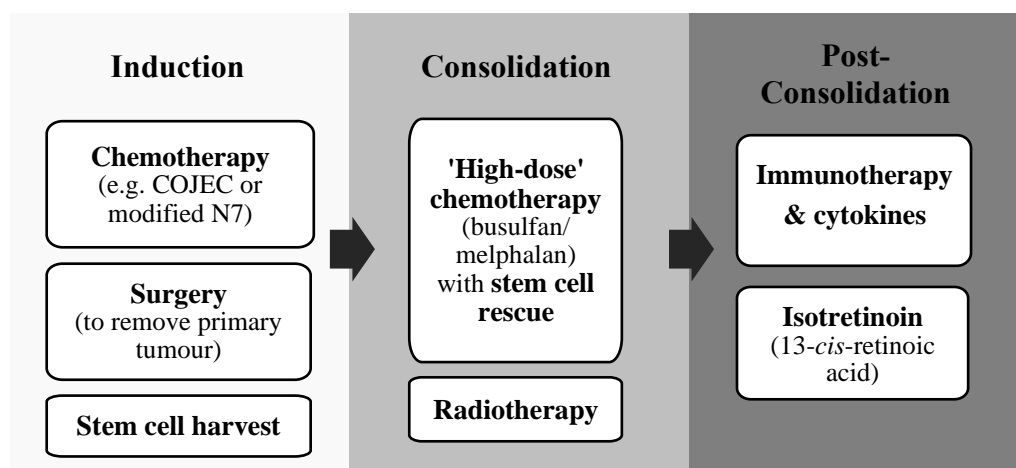 Induction
Chemotherapy
(e.g. COJEC or
modified N7)
Surgery
(to remove primary
tumour)
Stem cell harvest
Consolidation
'High-dose'
chemotherapy
(busulfan/
melphalan)
with stem cell
rescue
Radiotherapy
Post-
Consolidation
Immunotherapy
& cytokines
Isotretinoin
(13-cis-retinoic
acid)